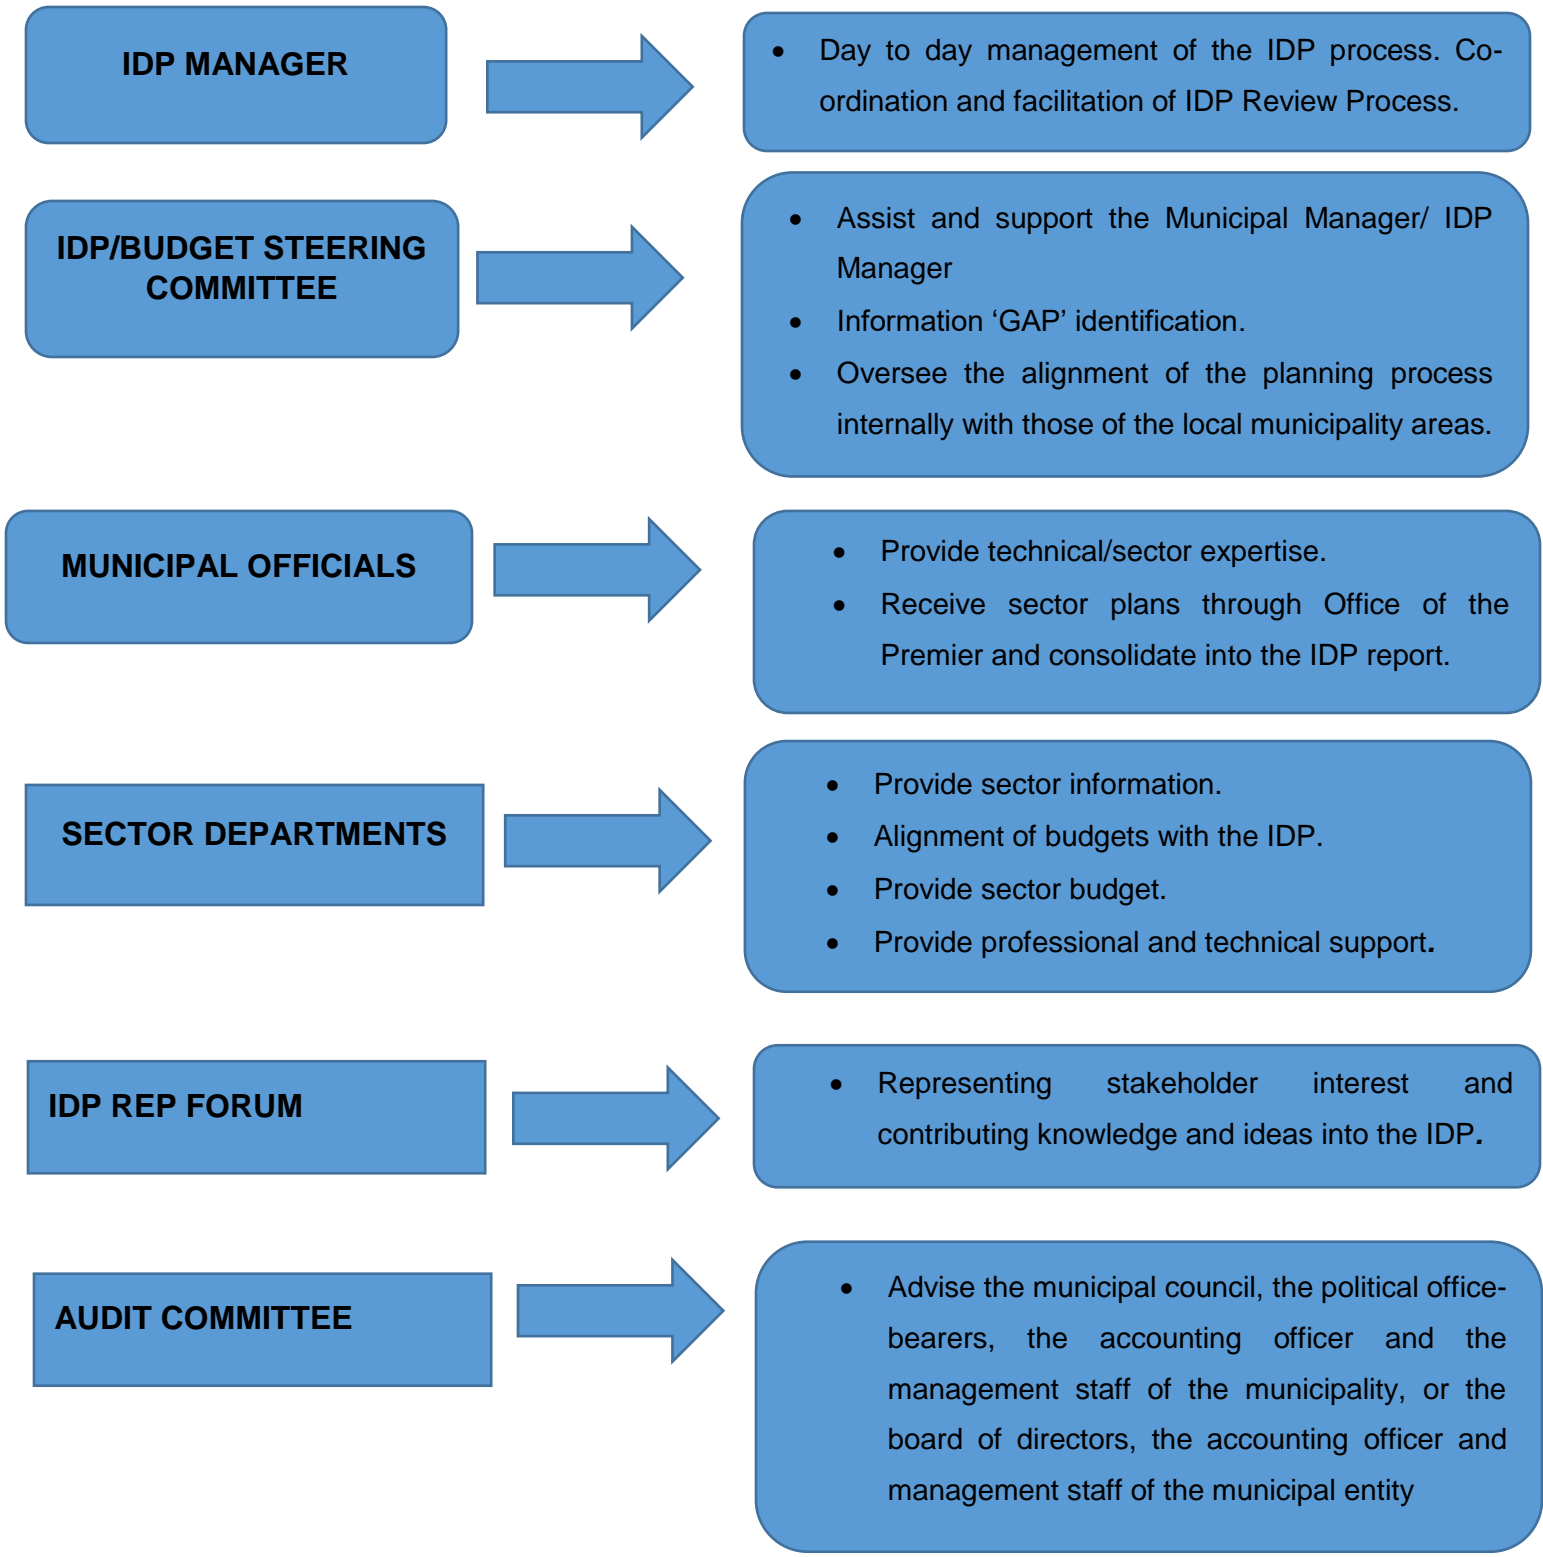 IDP MANAGER
• Day to day management of the IDP process. Co-
ordination and facilitation of IDP Review Process.
IDP/BUDGET STEERING
COMMITTEE
• Assist and support the Municipal Manager/ IDP
Manager
• Information ‘GAP’ identification.
• Oversee the alignment of the planning process
internally with those of the local municipality areas.
MUNICIPAL OFFICIALS
• Provide technical/sector expertise.
• Receive sector plans through Office of the
Premier and consolidate into the IDP report.
SECTOR DEPARTMENTS
• Provide sector information.
• Alignment of budgets with the IDP.
• Provide sector budget.
• Provide professional and technical support.
IDP REP FORUM
• Representing stakeholder interest and
contributing knowledge and ideas into the IDP.
AUDIT COMMITTEE
• Advise the municipal council, the political office-
bearers, the accounting officer and the
management staff of the municipality, or the
board of directors, the accounting officer and
management staff of the municipal entity